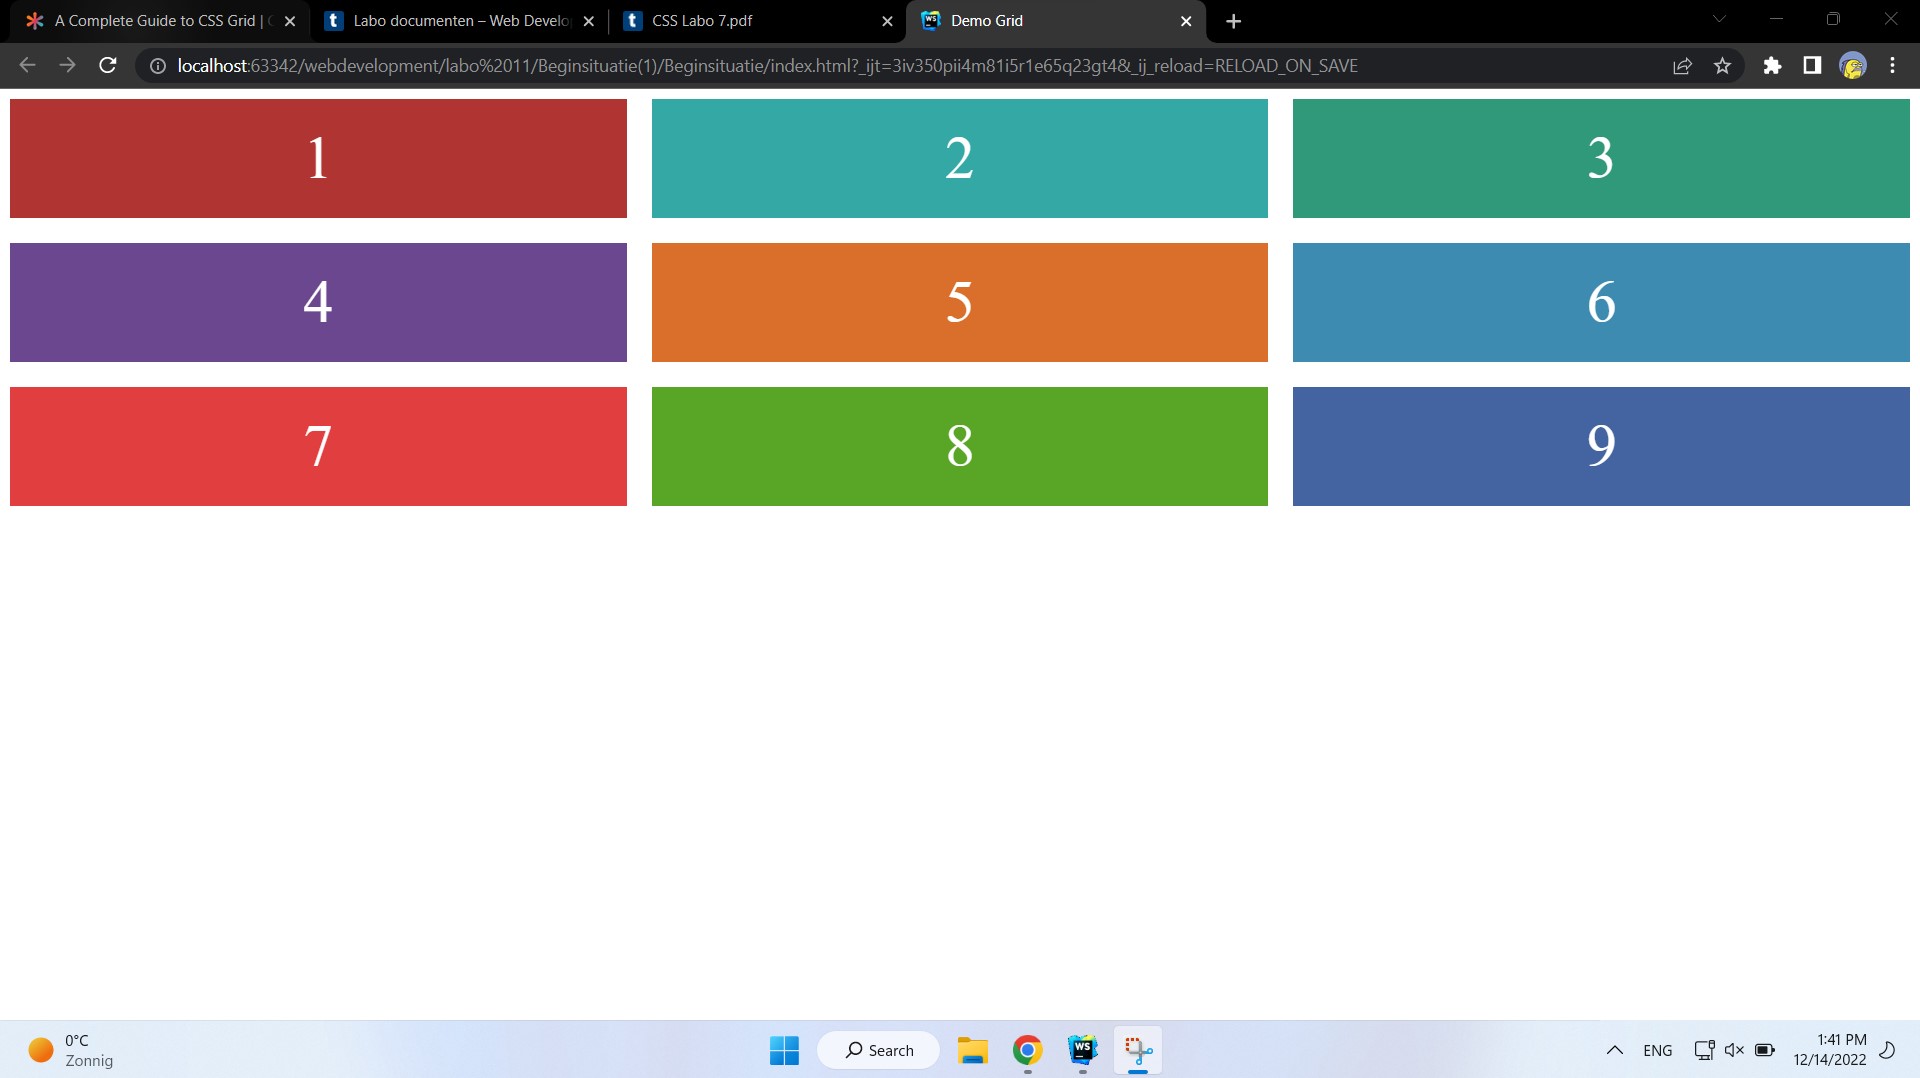 A Complete Guide to CSS Grid |
Labo documenten – Web Develo
CSS Labo 7.pdf
Demo Grid
localhost:63342/webdevelopment/labo%2011/Beginsituatie(1)/Beginsituatie/index.html?_ijt=3iv350pii4m81i5r1e65q23gt4&_ij_reload=RELOAD_ON_SAVE
1
2
3
4
5
6
7
8
9
0°C
Zonnig
Search
WS
ENG
1:41 PM
12/14/2022